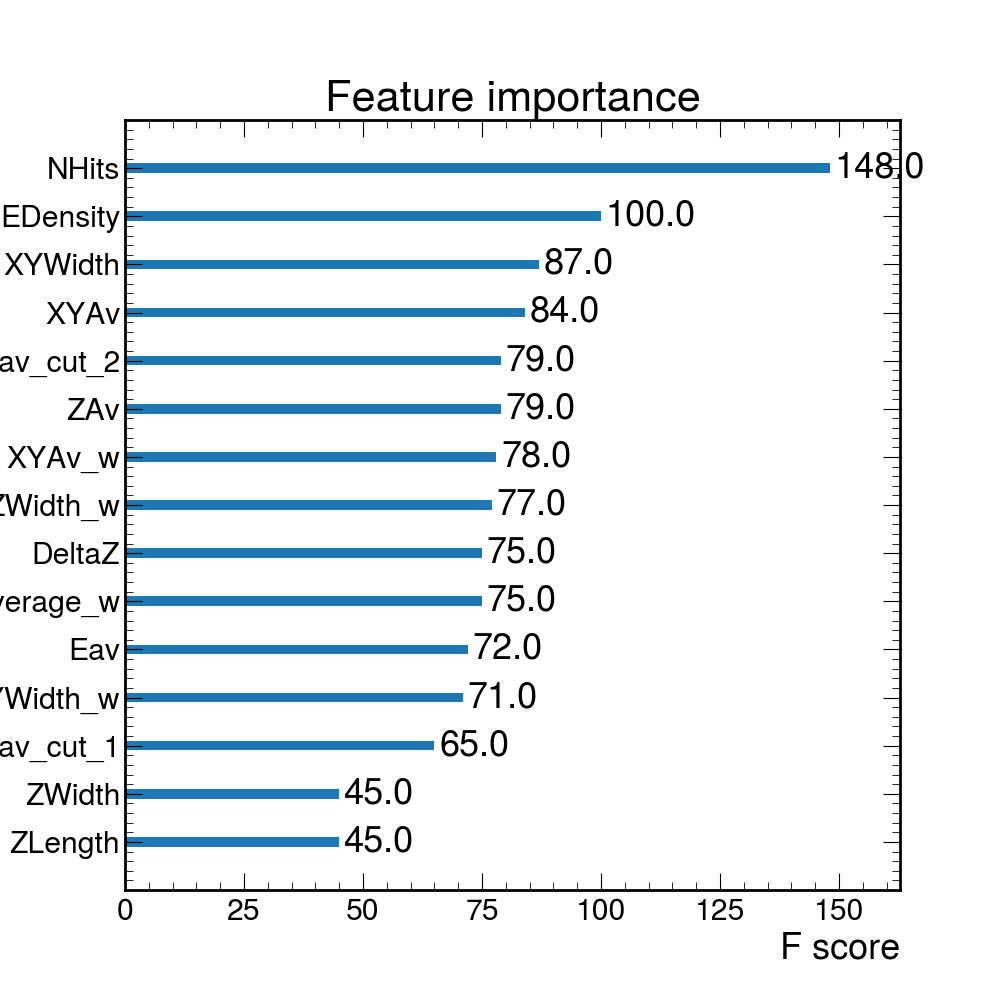 Feature importance
NHits 148.0
EDensity 100.0
XYWidth 87.0
XYAv 84.0
av_cut_2 79.0
ZAv 79.0
XYAv_w 78.0
ZWidth_w 77.0
DeltaZ 75.0
verage_w 75.0
Eav 72.0
YWidth_w 71.0
av_cut_1 65.0
ZWidth 45.0
ZLength 45.0
0 25 50 75 100 125 150
F score